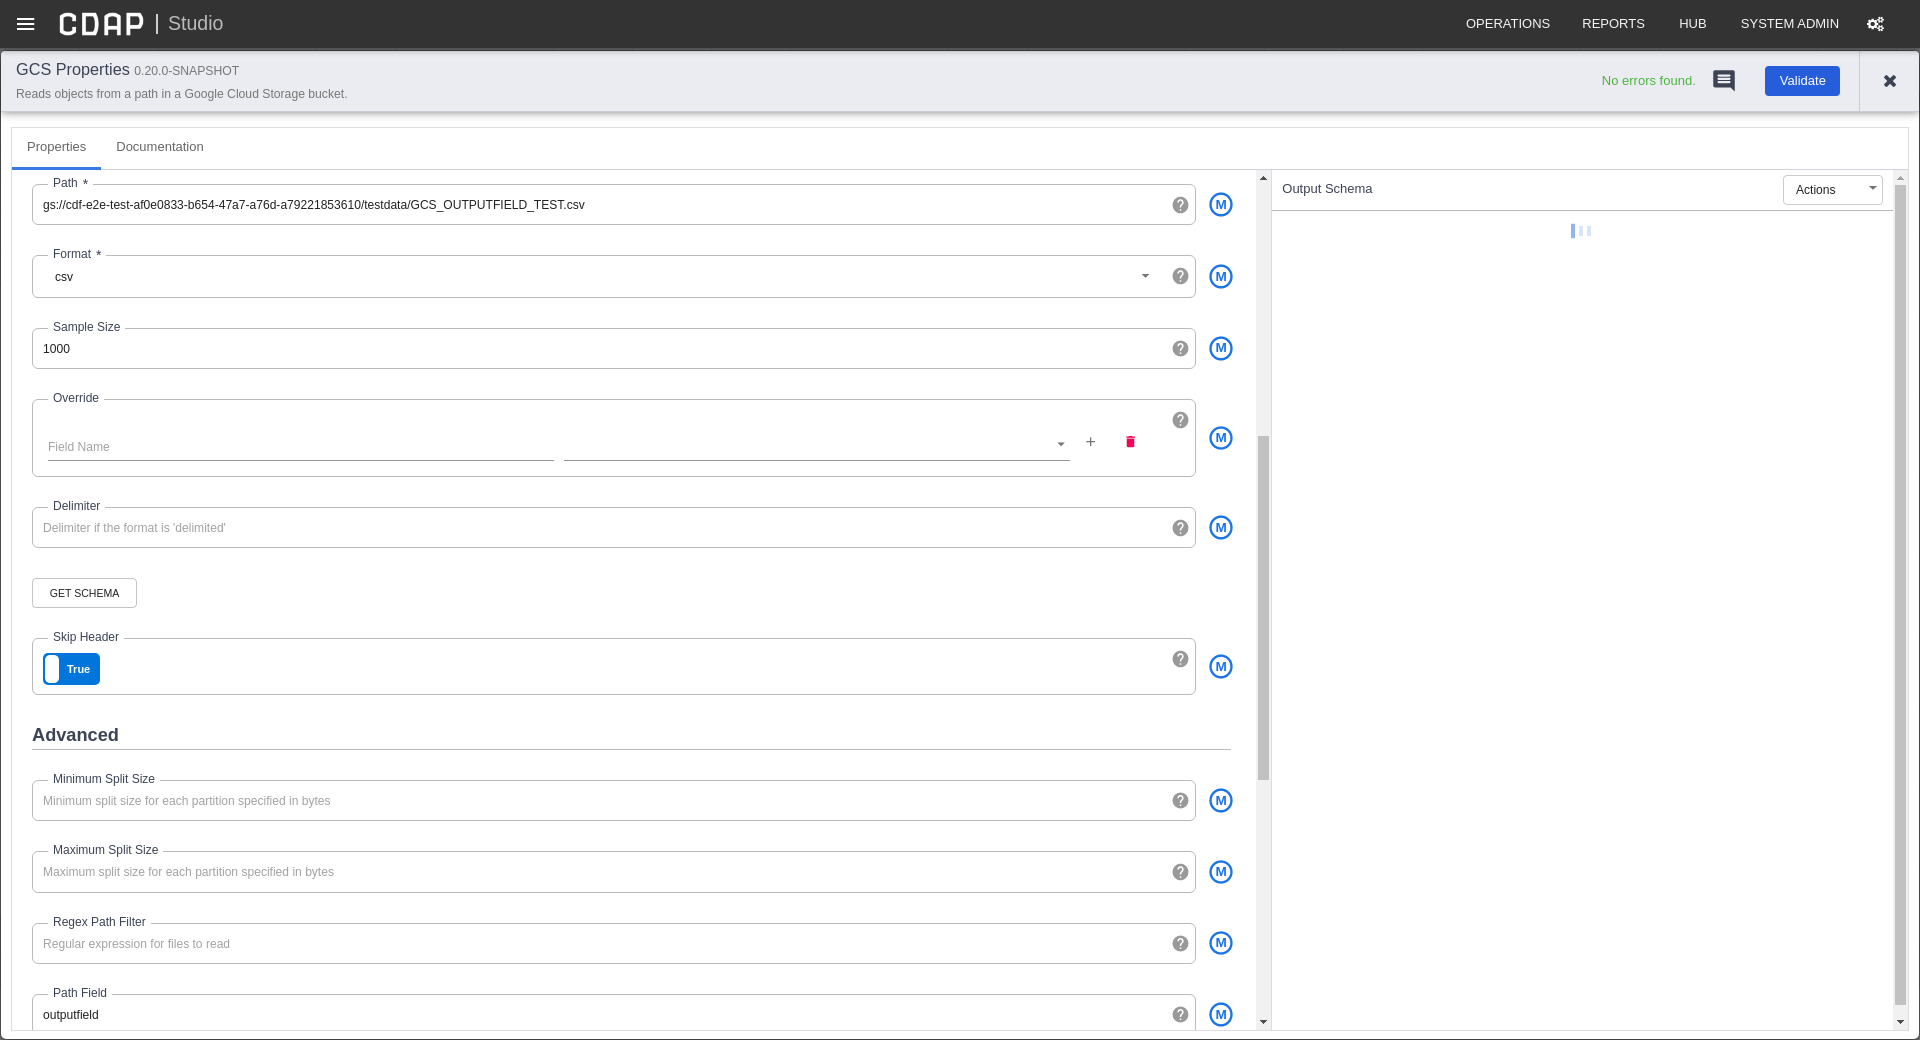 CDAP | Studio
OPERATIONS REPORTS HUB SYSTEM ADMIN
GCS Properties 0.20.0-SNAPSHOT
Reads objects from a path in a Google Cloud Storage bucket.
No errors found.
Validate
Properties Documentation
Path *
gs://cdf-e2e-test-af0e0833-b654-47a7-a76d-a79221853610/testdata/GCS_OUTPUTFIELD_TEST.csv
? M
Format *
csv
? M
Sample Size
1000
? M
Override
Field Name
+
? M
Delimiter
Delimiter if the format is 'delimited'
? M
GET SCHEMA
Skip Header
True
? M
Advanced
Minimum Split Size
Minimum split size for each partition specified in bytes
? M
Maximum Split Size
Maximum split size for each partition specified in bytes
? M
Regex Path Filter
Regular expression for files to read
? M
Path Field
outputfield
? M
Output Schema
Actions